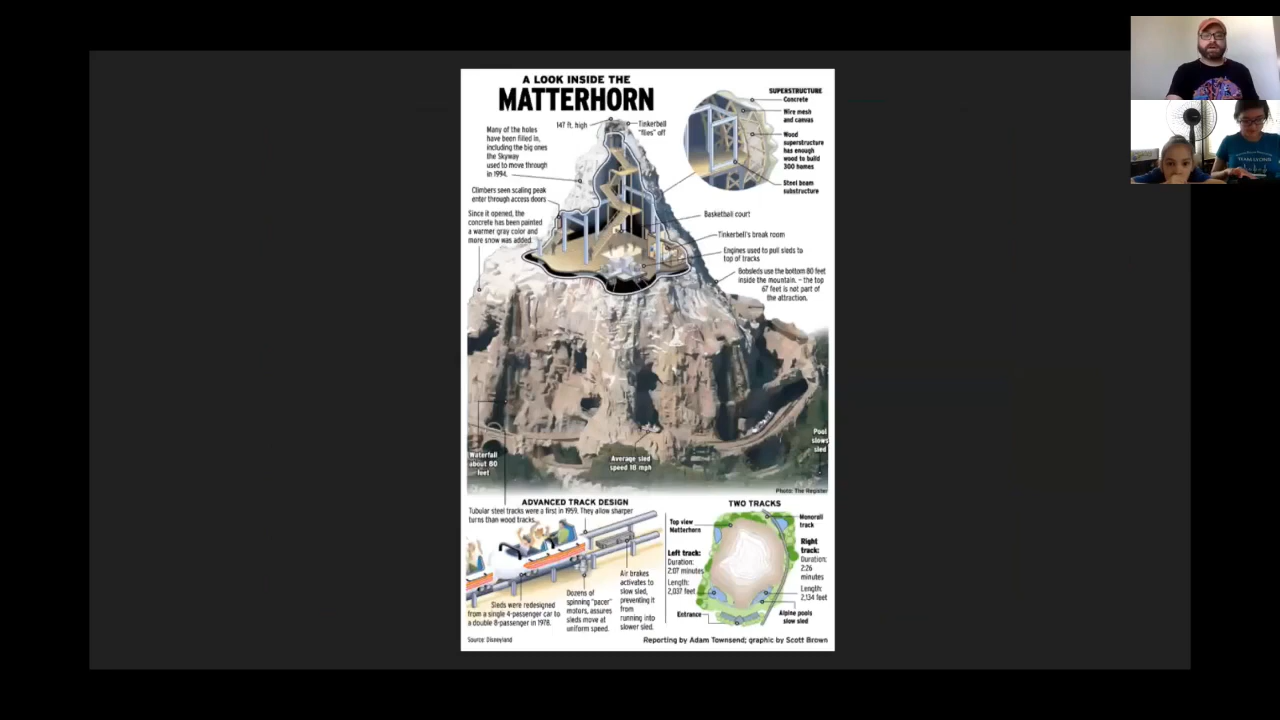 A LOOK INSIDE THE
MATTERHORN
147 ft. high
Tinkerbell
"flies" off
Many of the holes
have been filled in,
including the big ones
the Skyway
used to move through
in 1994.
Climbers seen scaling peak
enter through access doors
Since it opened, the
concrete has been painted
a warmer gray color and
more snow was added.
SUPERSTRUCTURE
Concrete
Wire mesh
and canvas
Wood
superstructure
has enough
wood to build
300 homes
Steel beam
substructure
Basketball court
Tinkerbell's break room
Engines used to pull sleds to
top of tracks
Bobsleds use the bottom 80 feet
inside the mountain. – the top
67 feet is not part of
the attraction.
Waterfall
about 80
feet
Average sled
speed 18 mph
Pool
slows
sled
Photo: The Register
ADVANCED TRACK DESIGN
Tubular steel tracks were a first in 1959. They allow sharper
turns than wood tracks.
Sleds were redesigned
from a single 4-passenger car to
a double 8-passenger in 1978.
Dozens of
spinning "pacer"
motors, assures
sleds move at
uniform speed.
Air brakes
activates to
slow sled,
preventing it
from
running into
slower sled.
TWO TRACKS
Top view
Matterhorn
Monorail
track
Left track:
Duration:
2:07 minutes
Length:
2,037 feet
Right
track:
Duration:
2:26
minutes
Length:
2,134 feet
Entrance
Alpine pools
slow sled
Source: Disneyland
Reporting by Adam Townsend; graphic by Scott Brown